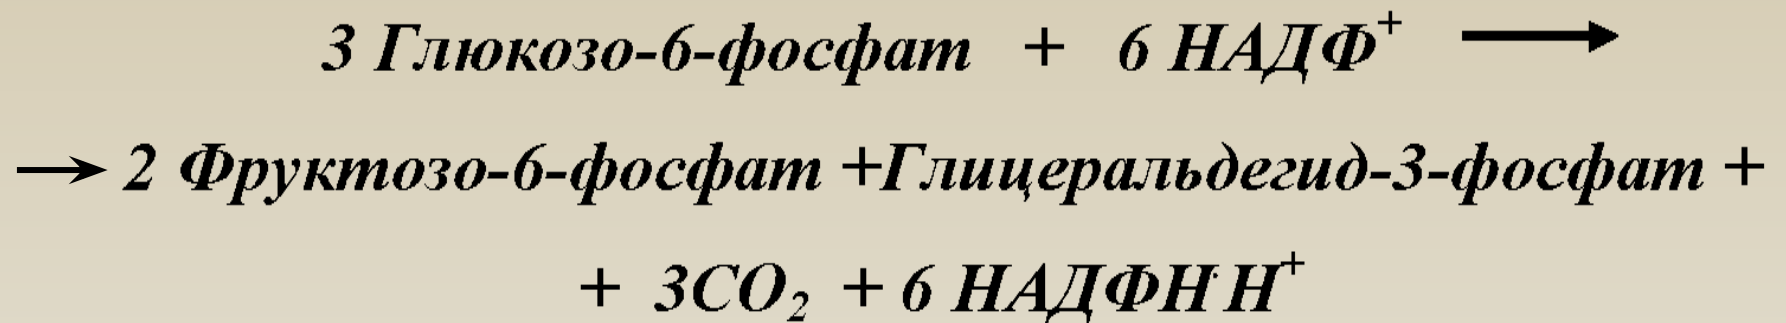 3 Глюкозо-6-фосфат + 6 НАДФ⁺ →
→ 2 Фруктозо-6-фосфат +Глицеральдегид-3-фосфат +
+ 3CO₂ + 6 НАДФН·Н⁺